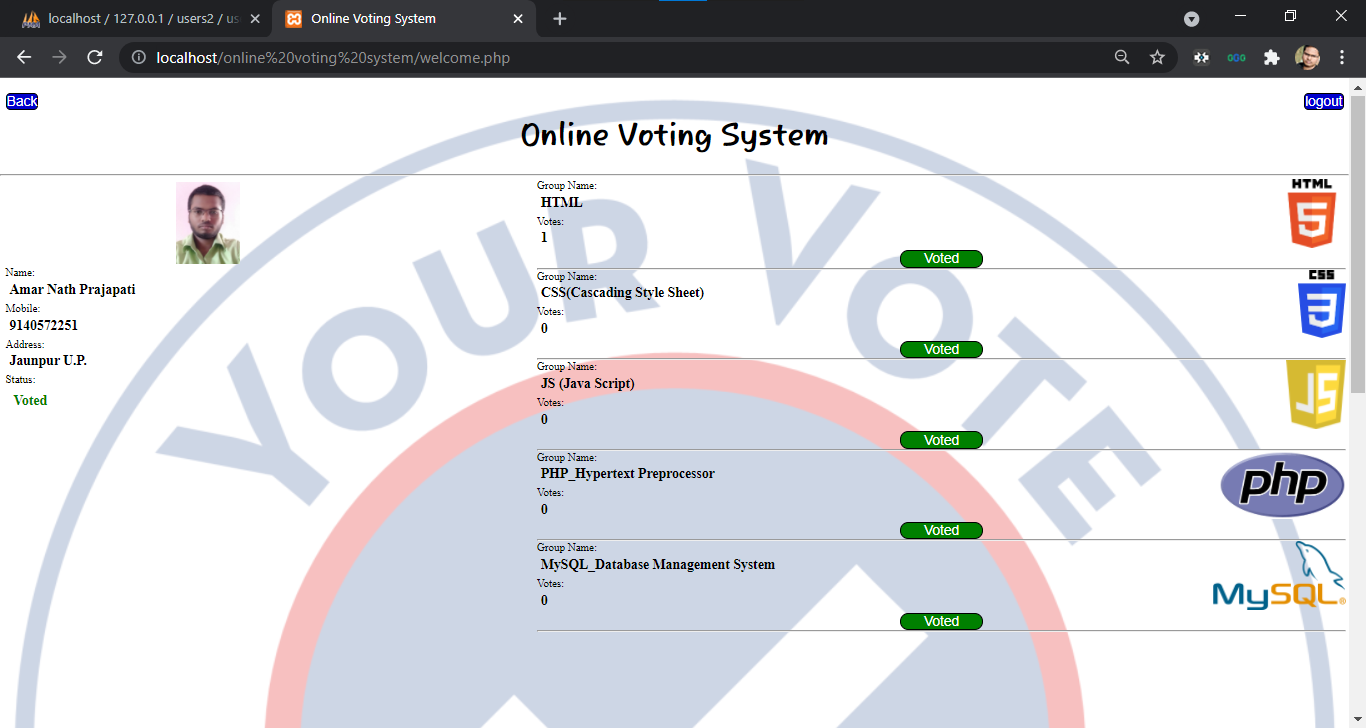 localhost / 127.0.0.1 / users2 / us
Online Voting System
localhost/online%20voting%20system/welcome.php
Back
logout
Online Voting System
YOUR VOTE
Name:
Amar Nath Prajapati
Mobile:
9140572251
Address:
Jaunpur U.P.
Status:
Voted
Group Name:
HTML
Votes:
1
Voted
HTML
5
Group Name:
CSS(Cascading Style Sheet)
Votes:
0
Voted
CSS
3
Group Name:
JS (Java Script)
Votes:
0
Voted
JS
Group Name:
PHP_Hypertext Preprocessor
Votes:
0
Voted
php
Group Name:
MySQL_Database Management System
Votes:
0
Voted
MySQL®